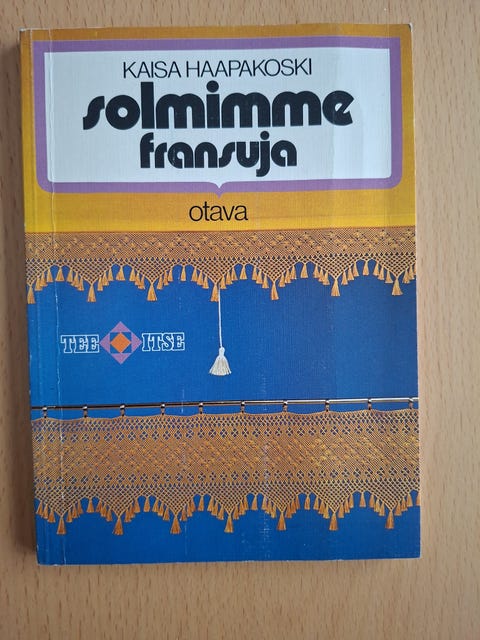 KAISA HAAPAKOSKI
solmimme
fransuja
otava
TEE ITSE